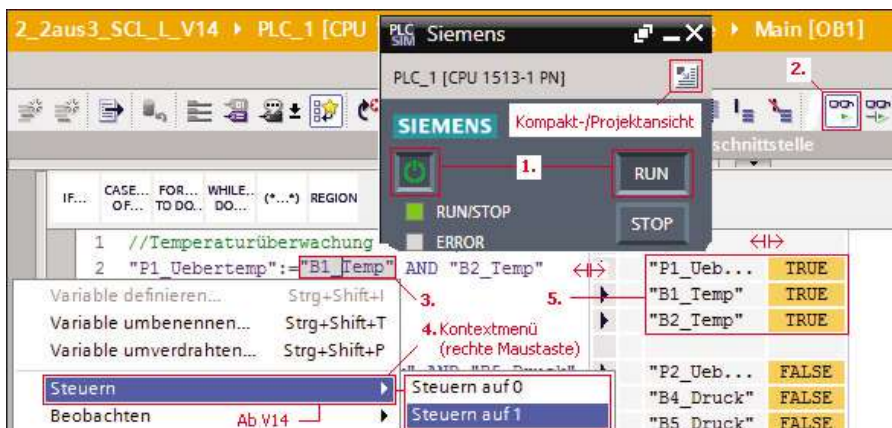 2_2aus3_SCL_L_V14 ▸ PLC_1 [CPU
▸ Main [OB1]
PLC SIM Siemens
PLC_1 [CPU 1513-1 PN]
2.
Kompakt-/Projektansicht
SIEMENS
schnittstelle
1.
RUN
RUN/STOP
STOP
ERROR
IF...
CASE... OF...
FOR... TO DO..
WHILE.. DO...
(*...*)
REGION
1 //Temperaturüberwachung
2 "P1_Uebertemp":="B1_Temp" AND "B2_Temp"
"P1_Ueb... TRUE
"B1_Temp" TRUE
"B2_Temp" TRUE
3.
5.
Variable definieren... Strg+Shift+I
Variable umbenennen... Strg+Shift+T
Variable umverdrahten... Strg+Shift+P
4. Kontextmenü
(rechte Maustaste)
" AND "B5_Druck"
"P2_Ueb... FALSE
"B4_Druck" FALSE
"B5_Druck" FALSE
Steuern
Steuern auf 0
Steuern auf 1
Beobachten
Ab V14